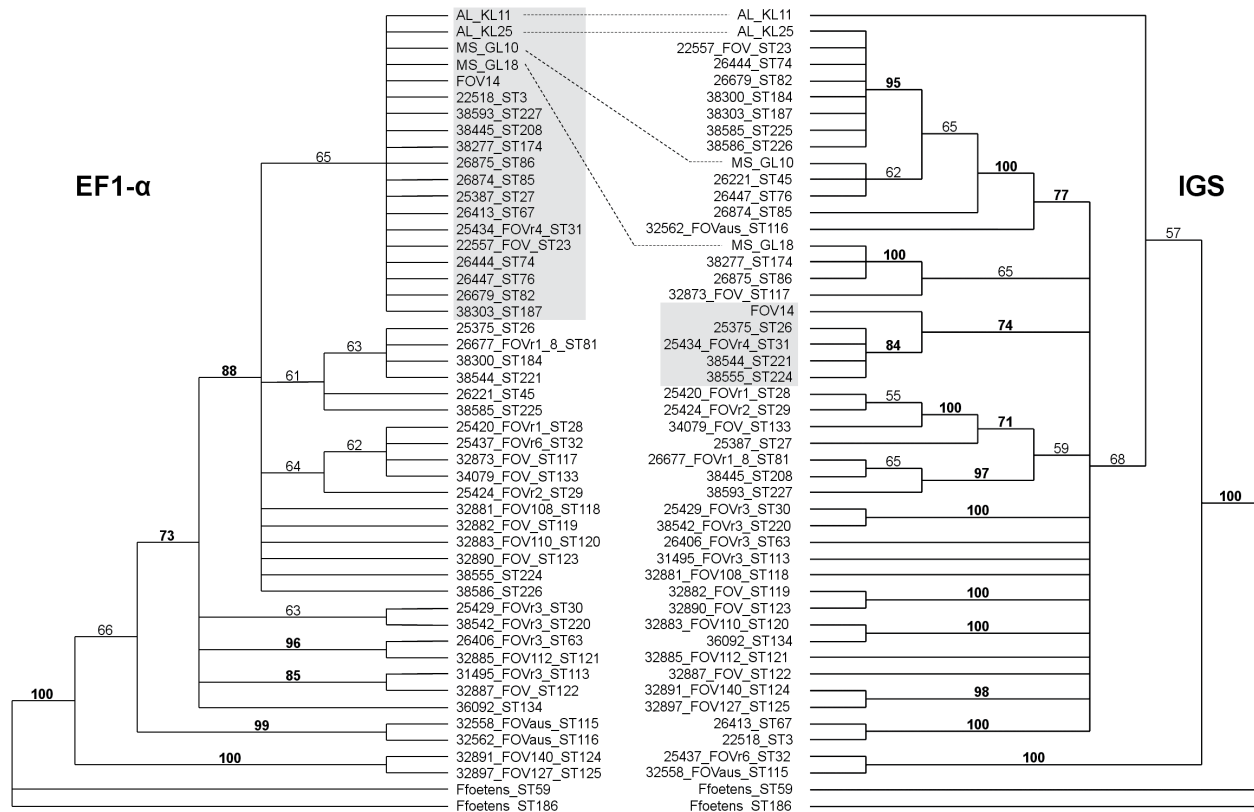 EF1-α
AL_KL11
AL_KL25
MS_GL10
MS_GL18
FOV14
22518_ST3
38593_ST227
38445_ST208
38277_ST174
26875_ST86
26874_ST85
25387_ST27
26413_ST67
25434_FOVr4_ST31
22557_FOV_ST23
26444_ST74
26447_ST76
26679_ST82
38303_ST187
25375_ST26
26677_FOVr1_8_ST81
38300_ST184
38544_ST221
26221_ST45
38585_ST225
25420_FOVr1_ST28
25437_FOVr6_ST32
32873_FOV_ST117
34079_FOV_ST133
25424_FOVr2_ST29
32881_FOV108_ST118
32882_FOV_ST119
32883_FOV110_ST120
32890_FOV_ST123
38555_ST224
38586_ST226
25429_FOVr3_ST30
38542_FOVr3_ST220
26406_FOVr3_ST63
32885_FOV112_ST121
31495_FOVr3_ST113
32887_FOV_ST122
36092_ST134
32558_FOVaus_ST115
32562_FOVaus_ST116
32891_FOV140_ST124
32897_FOV127_ST125
Ffoetens_ST59
Ffoetens_ST186
65
63
61
88
62
64
73
63
66
96
85
100
99
100
IGS
AL_KL11
AL_KL25
22557_FOV_ST23
26444_ST74
26679_ST82
38300_ST184
38303_ST187
38585_ST225
38586_ST226
MS_GL10
26221_ST45
26447_ST76
26874_ST85
32562_FOVaus_ST116
MS_GL18
38277_ST174
26875_ST86
32873_FOV_ST117
FOV14
25375_ST26
25434_FOVr4_ST31
38544_ST221
38555_ST224
25420_FOVr1_ST28
25424_FOVr2_ST29
34079_FOV_ST133
25387_ST27
26677_FOVr1_8_ST81
38445_ST208
38593_ST227
25429_FOVr3_ST30
38542_FOVr3_ST220
26406_FOVr3_ST63
31495_FOVr3_ST113
32881_FOV108_ST118
32882_FOV_ST119
32890_FOV_ST123
32883_FOV110_ST120
36092_ST134
32885_FOV112_ST121
32887_FOV_ST122
32891_FOV140_ST124
32897_FOV127_ST125
26413_ST67
22518_ST3
25437_FOVr6_ST32
32558_FOVaus_ST115
Ffoetens_ST59
Ffoetens_ST186
95
65
100
62
77
57
100
65
74
84
55
100
71
59
65
68
97
100
100
100
100
98
100
100